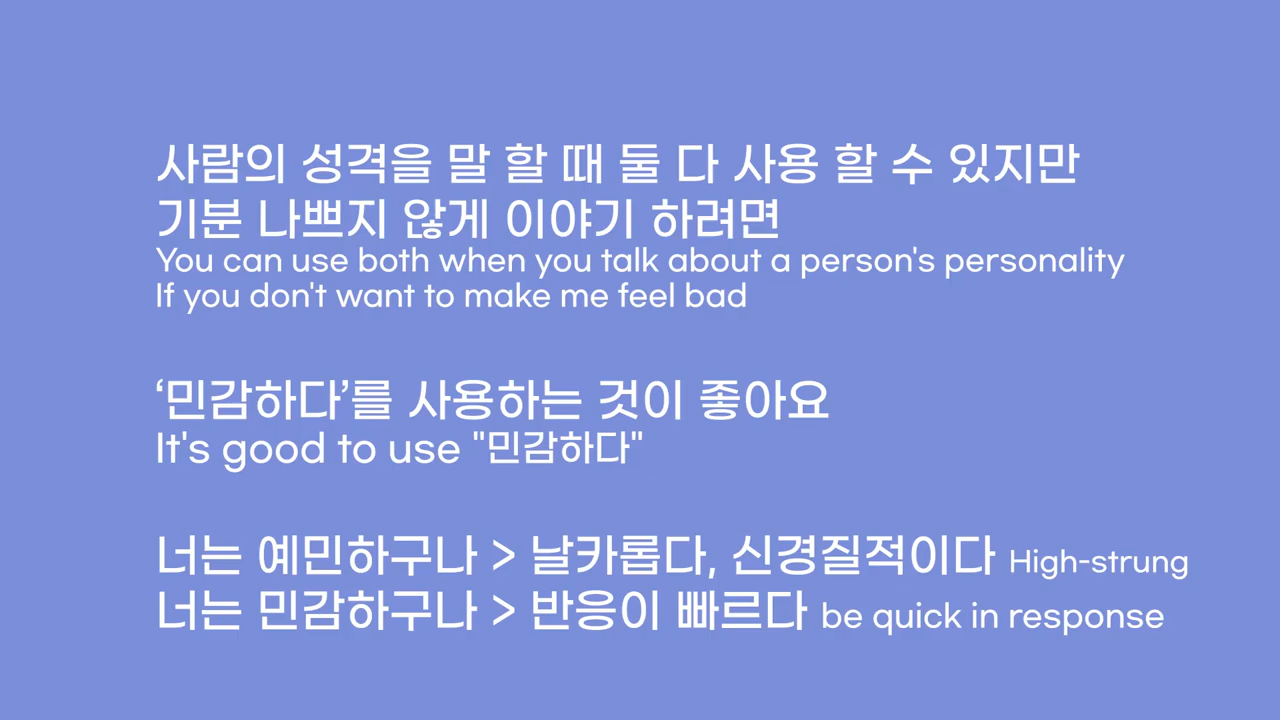 사람의 성격을 말 할 때 둘 다 사용 할 수 있지만
기분 나쁘지 않게 이야기 하려면
You can use both when you talk about a person's personality
If you don't want to make me feel bad
‘민감하다’를 사용하는 것이 좋아요
It's good to use "민감하다"
너는 예민하구나 > 날카롭다, 신경질적이다 High-strung
너는 민감하구나 > 반응이 빠르다 be quick in response